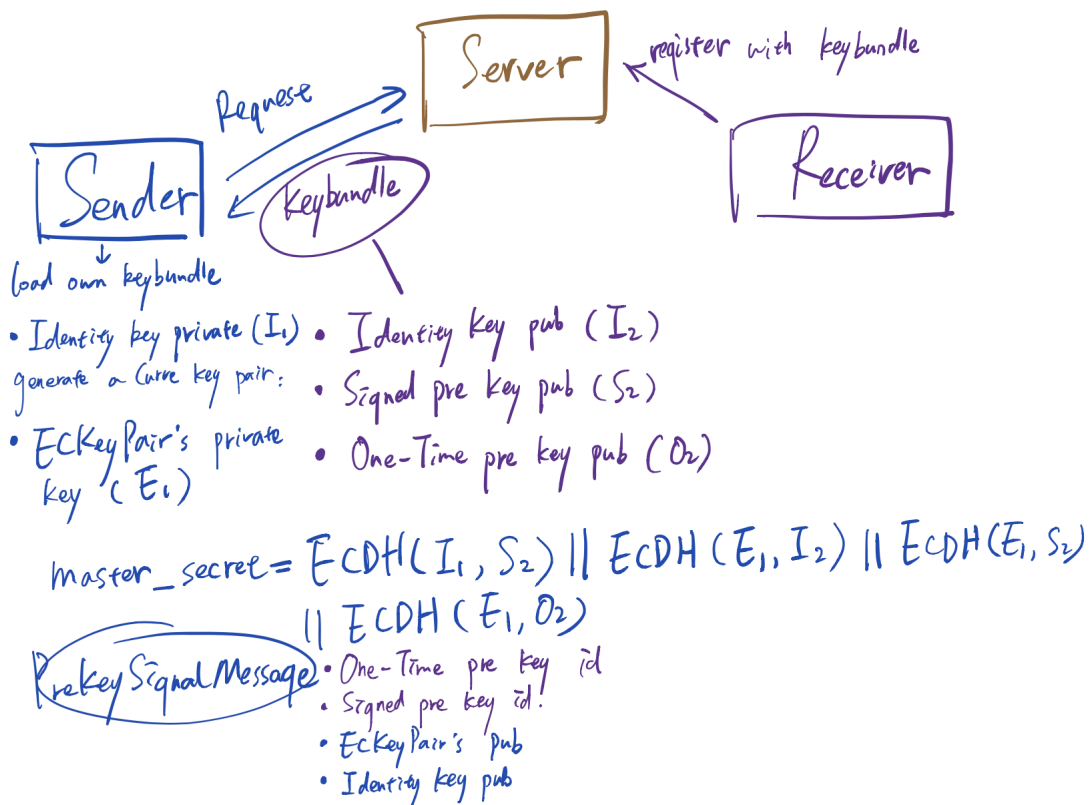 Server
register with keybundle
Request
Sender
Keybundle
Receiver
load own keybundle
• Identity key private (I₁)
generate a Curve key pair:
• ECKeyPair's private
key (E₁)
• Identity Key pub (I₂)
• Signed pre key pub (S₂)
• One-Time pre key pub (O₂)
master_secret = ECDH(I₁, S₂) || ECDH(E₁, I₂) || ECDH(E₁, S₂)
|| ECDH(E₁, O₂)
PreKeySignalMessage
• One-Time pre key id
• Signed pre key id.
• ECKeyPair's pub
• Identity key pub